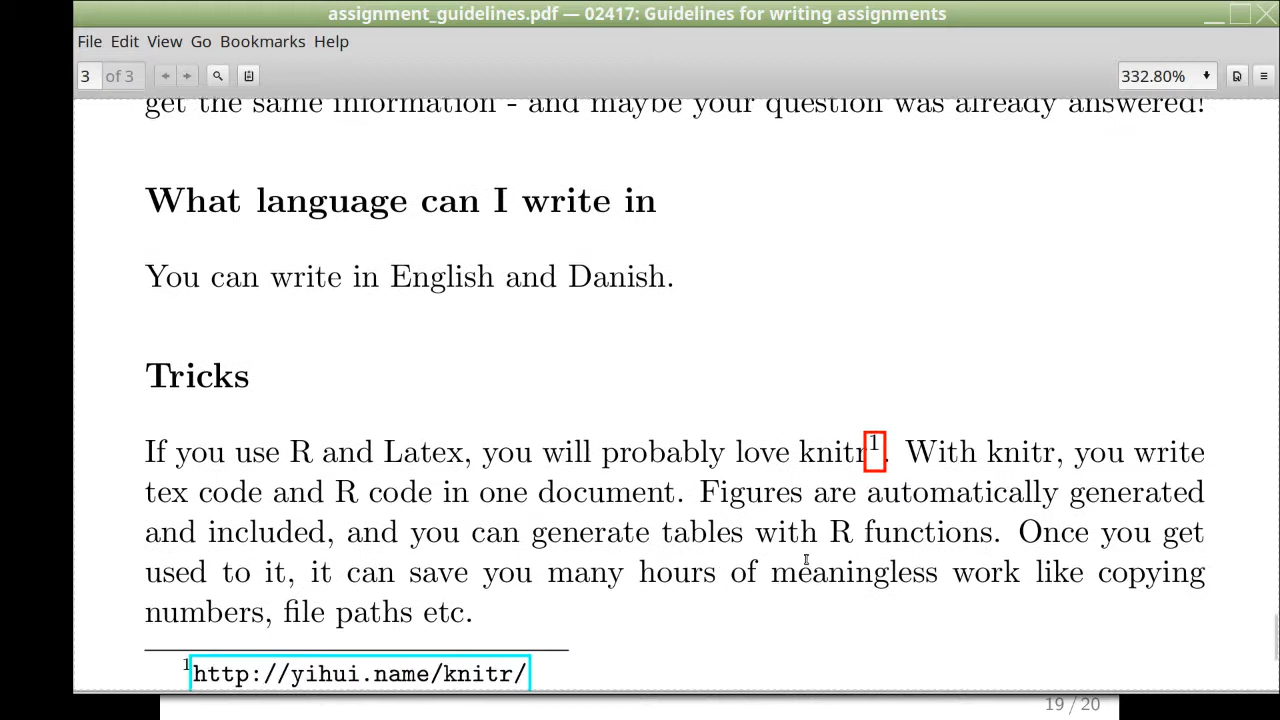 assignment_guidelines.pdf — 02417: Guidelines for writing assignments
File Edit View Go Bookmarks Help
3 of 3
332.80%
get the same information - and maybe your question was already answered!
What language can I write in
You can write in English and Danish.
Tricks
If you use R and Latex, you will probably love knitr1. With knitr, you write
tex code and R code in one document. Figures are automatically generated
and included, and you can generate tables with R functions. Once you get
used to it, it can save you many hours of meaningless work like copying
numbers, file paths etc.
1http://yihui.name/knitr/
19 / 20